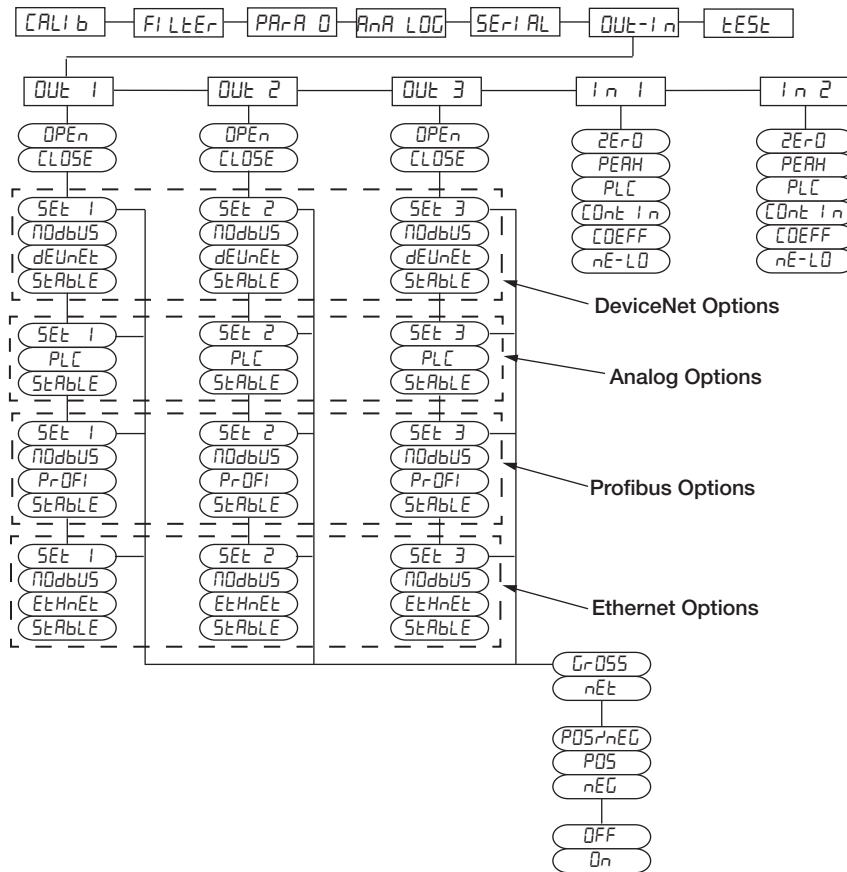 CALI b FILtEr PArA 0 AnA LOG SErIAL OUt-In tESt
OUt 1 OUt 2 OUt 3 In 1 In 2
OPEn OPEn OPEn ZErO ZErO
CLOSE CLOSE CLOSE PEAH PEAH
PLC PLC
SEt 1 SEt 2 SEt 3 COnt In COnt In
MOdbUS MOdbUS MOdbUS COEFF COEFF
dEUnEt dEUnEt dEUnEt nE-LO nE-LO
StAbLE StAbLE StAbLE
DeviceNet Options
SEt 1 SEt 2 SEt 3
PLC PLC PLC
StAbLE StAbLE StAbLE
Analog Options
SEt 1 SEt 2 SEt 3
MOdbUS MOdbUS MOdbUS
PrOFI PrOFI PrOFI
StAbLE StAbLE StAbLE
Profibus Options
SEt 1 SEt 2 SEt 3
MOdbUS MOdbUS MOdbUS
EtHnEt EtHnEt EtHnEt
StAbLE StAbLE StAbLE
Ethernet Options
GrOSS
nEt
POS/nEG
POS
nEG
OFF
On